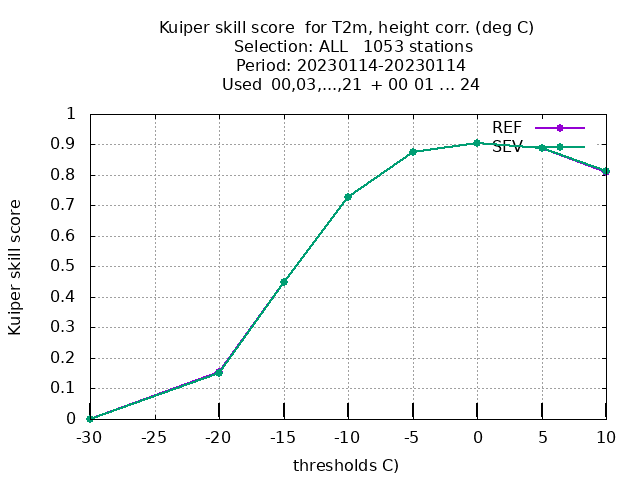 Kuiper skill score  for T2m, height corr. (deg C)
Selection: ALL   1053 stations
Period: 20230114-20230114
Used  00,03,...,21  + 00 01 ... 24
REF
SEV
1
0.9
0.8
0.7
0.6
0.5
0.4
0.3
0.2
0.1
0
Kuiper skill score
-30 -25 -20 -15 -10 -5 0 5 10
thresholds C)